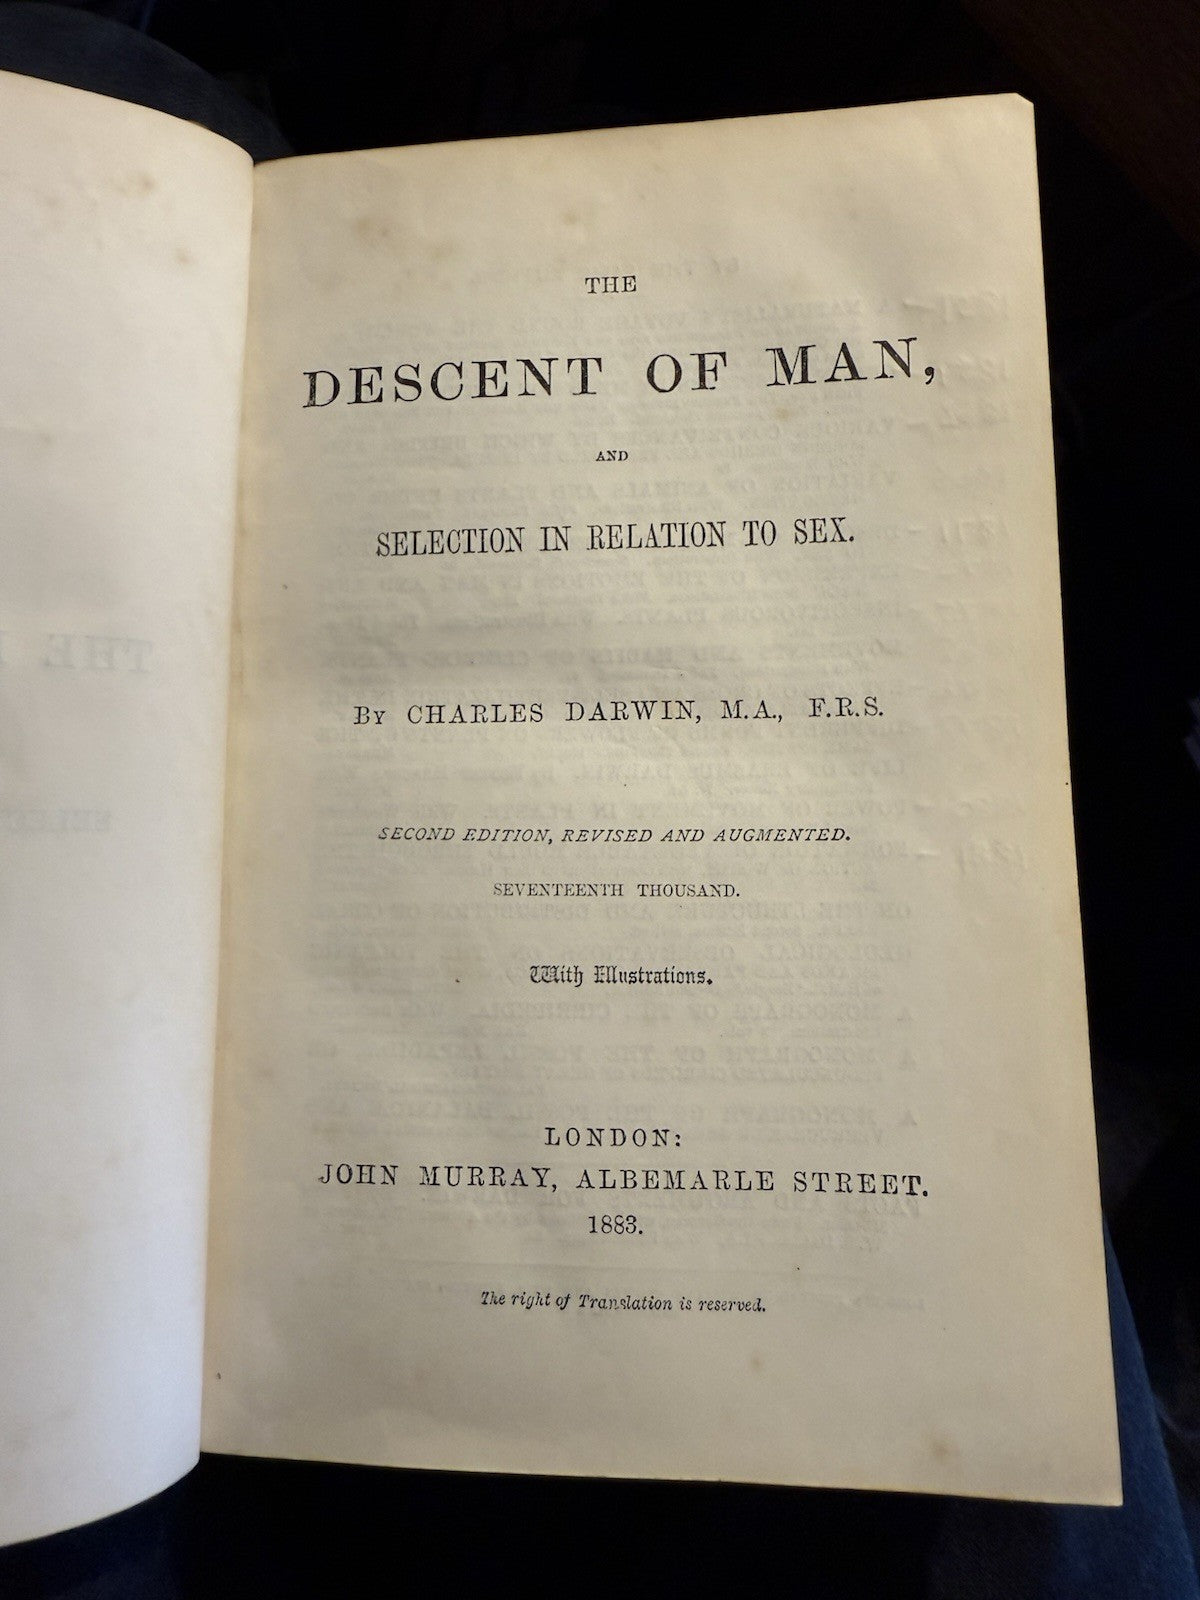 THE
DESCENT OF MAN,
AND
SELECTION IN RELATION TO SEX.
BY CHARLES DARWIN, M.A., F.R.S.
SECOND EDITION, REVISED AND AUGMENTED.
SEVENTEENTH THOUSAND.
With Illustrations.
LONDON:
JOHN MURRAY, ALBEMARLE STREET.
1883.
The right of Translation is reserved.